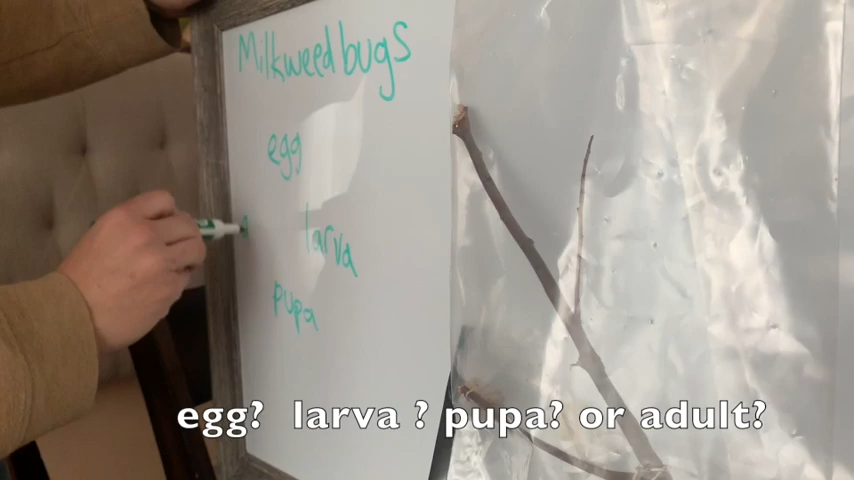 Milkweed bugs
egg
larva
pupa
egg? larva ? pupa? or adult?